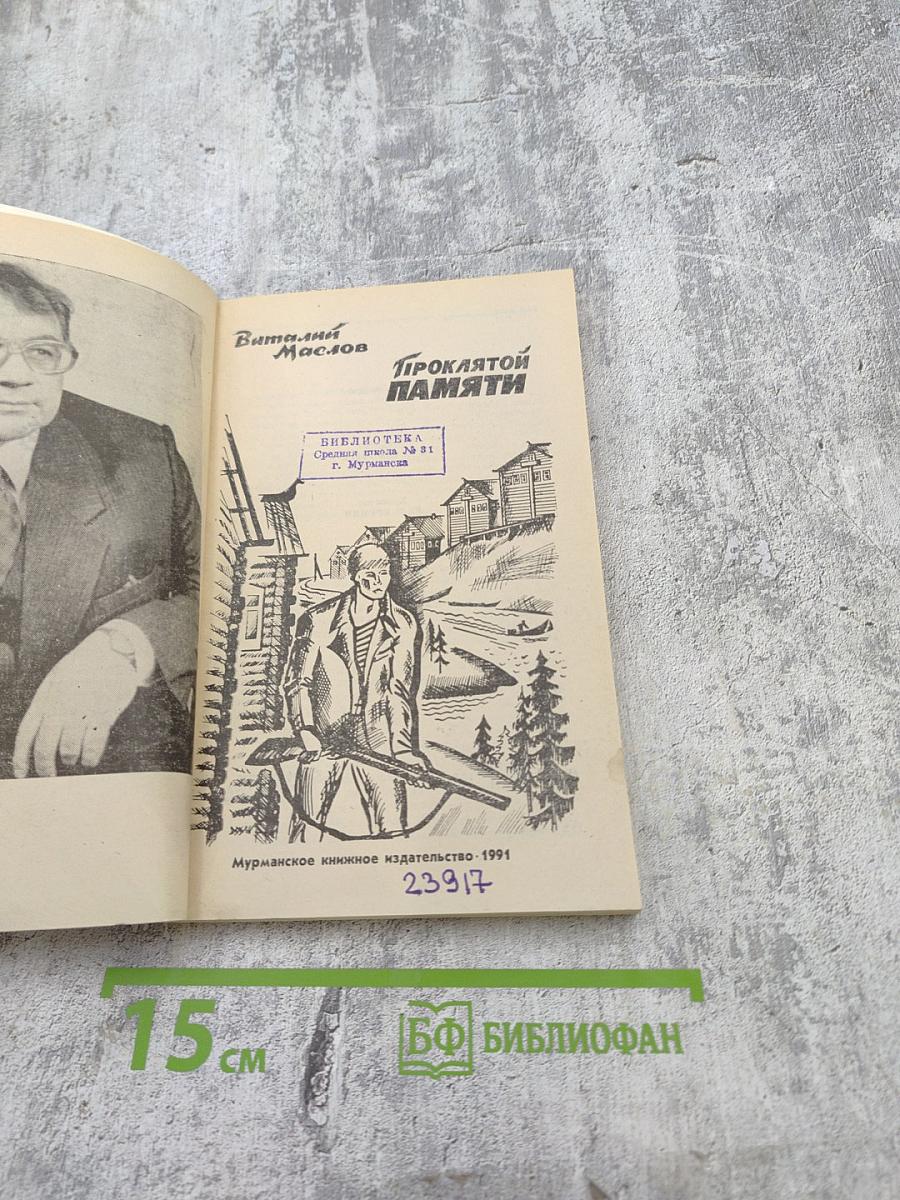 Виталий
Маслов
ПРОКЛЯТОЙ
ПАМЯТИ
БИБЛИОТЕКА
Средняя школа № 31
г. Мурманска
Мурманское книжное издательство · 1991
23917
15 см
БФ БИБЛИОФАН